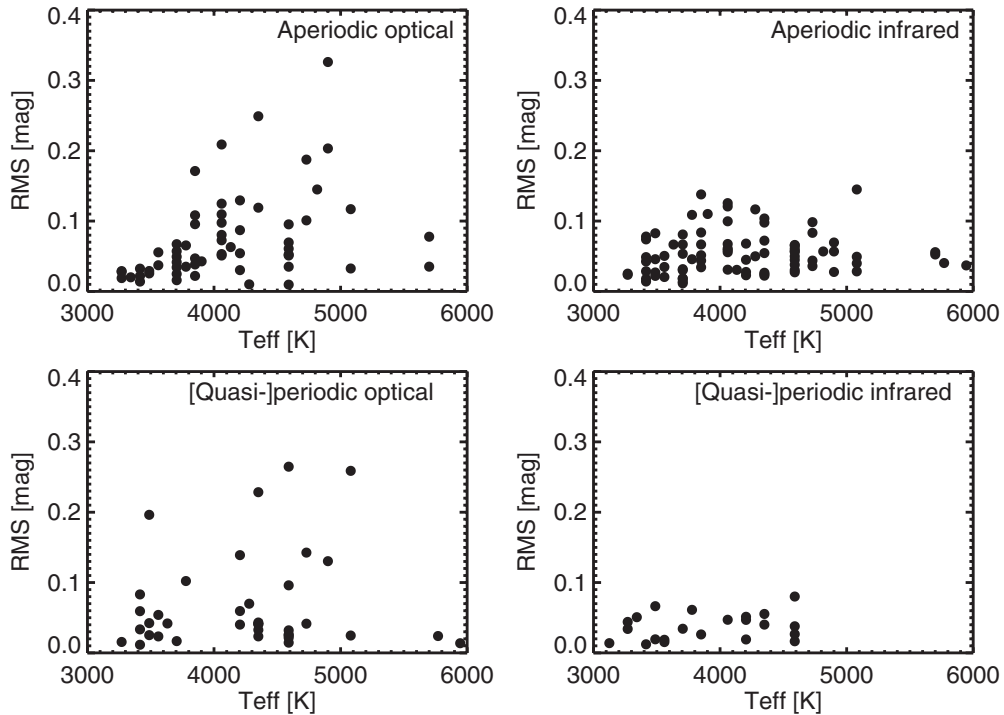 Aperiodic optical
RMS [mag]
0.4
0.3
0.2
0.1
0.0
3000 4000 5000 6000
Teff [K]
Aperiodic infrared
RMS [mag]
0.4
0.3
0.2
0.1
0.0
3000 4000 5000 6000
Teff [K]
[Quasi-]periodic optical
RMS [mag]
0.4
0.3
0.2
0.1
0.0
3000 4000 5000 6000
Teff [K]
[Quasi-]periodic infrared
RMS [mag]
0.4
0.3
0.2
0.1
0.0
3000 4000 5000 6000
Teff [K]